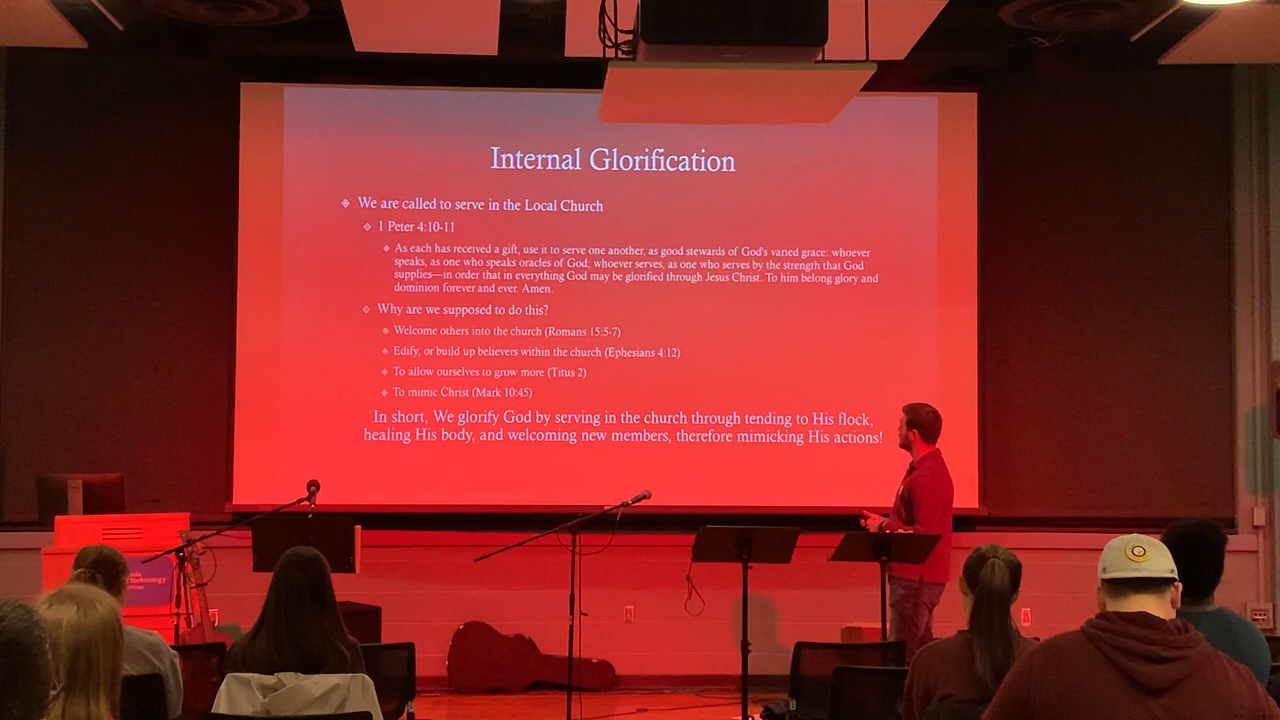 Internal Glorification
We are called to serve in the Local Church
1 Peter 4:10-11
As each has received a gift, use it to serve one another, as good stewards of God's varied grace: whoever
speaks, as one who speaks oracles of God; whoever serves, as one who serves by the strength that God
supplies—in order that in everything God may be glorified through Jesus Christ. To him belong glory and
dominion forever and ever. Amen.
Why are we supposed to do this?
Welcome others into the church (Romans 15:5-7)
Edify, or build up believers within the church (Ephesians 4:12)
To allow ourselves to grow more (Titus 2)
To mimic Christ (Mark 10:45)
In short, We glorify God by serving in the church through tending to His flock,
healing His body, and welcoming new members, therefore mimicking His actions!
Technology